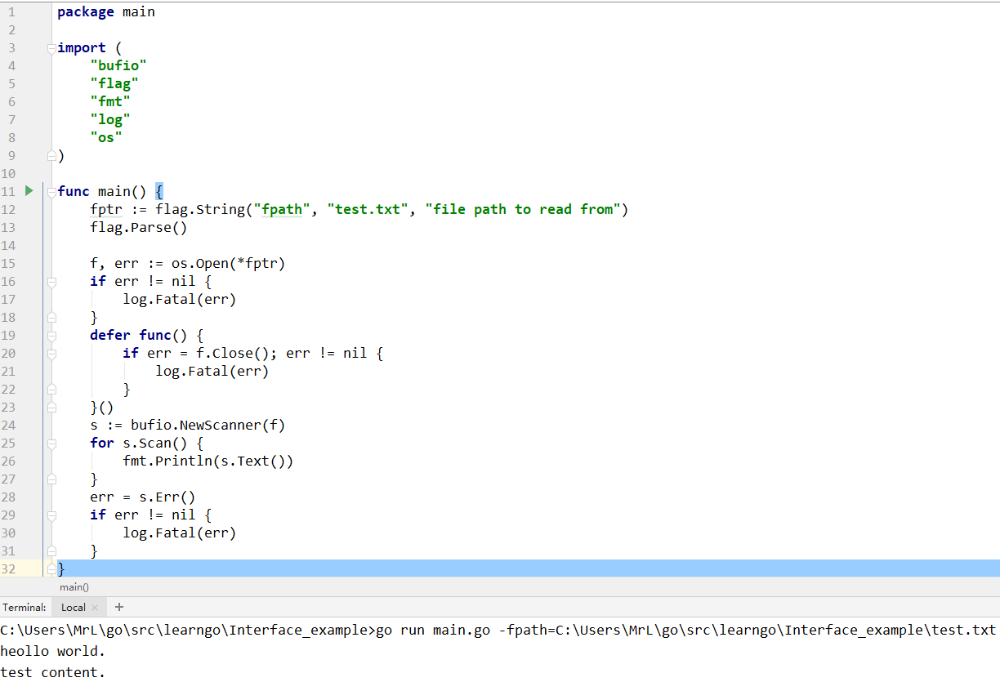 1 package main
2
3 import (
4     "bufio"
5     "flag"
6     "fmt"
7     "log"
8     "os"
9 )
10
11 func main() {
12     fptr := flag.String("fpath", "test.txt", "file path to read from")
13     flag.Parse()
14
15     f, err := os.Open(*fptr)
16     if err != nil {
17         log.Fatal(err)
18     }
19     defer func() {
20         if err = f.Close(); err != nil {
21             log.Fatal(err)
22         }
23     }()
24     s := bufio.NewScanner(f)
25     for s.Scan() {
26         fmt.Println(s.Text())
27     }
28     err = s.Err()
29     if err != nil {
30         log.Fatal(err)
31     }
32 }
main()
Terminal: Local × +
C:\Users\MrL\go\src\learngo\Interface_example>go run main.go -fpath=C:\Users\MrL\go\src\learngo\Interface_example\test.txt
heollo world.
test content.